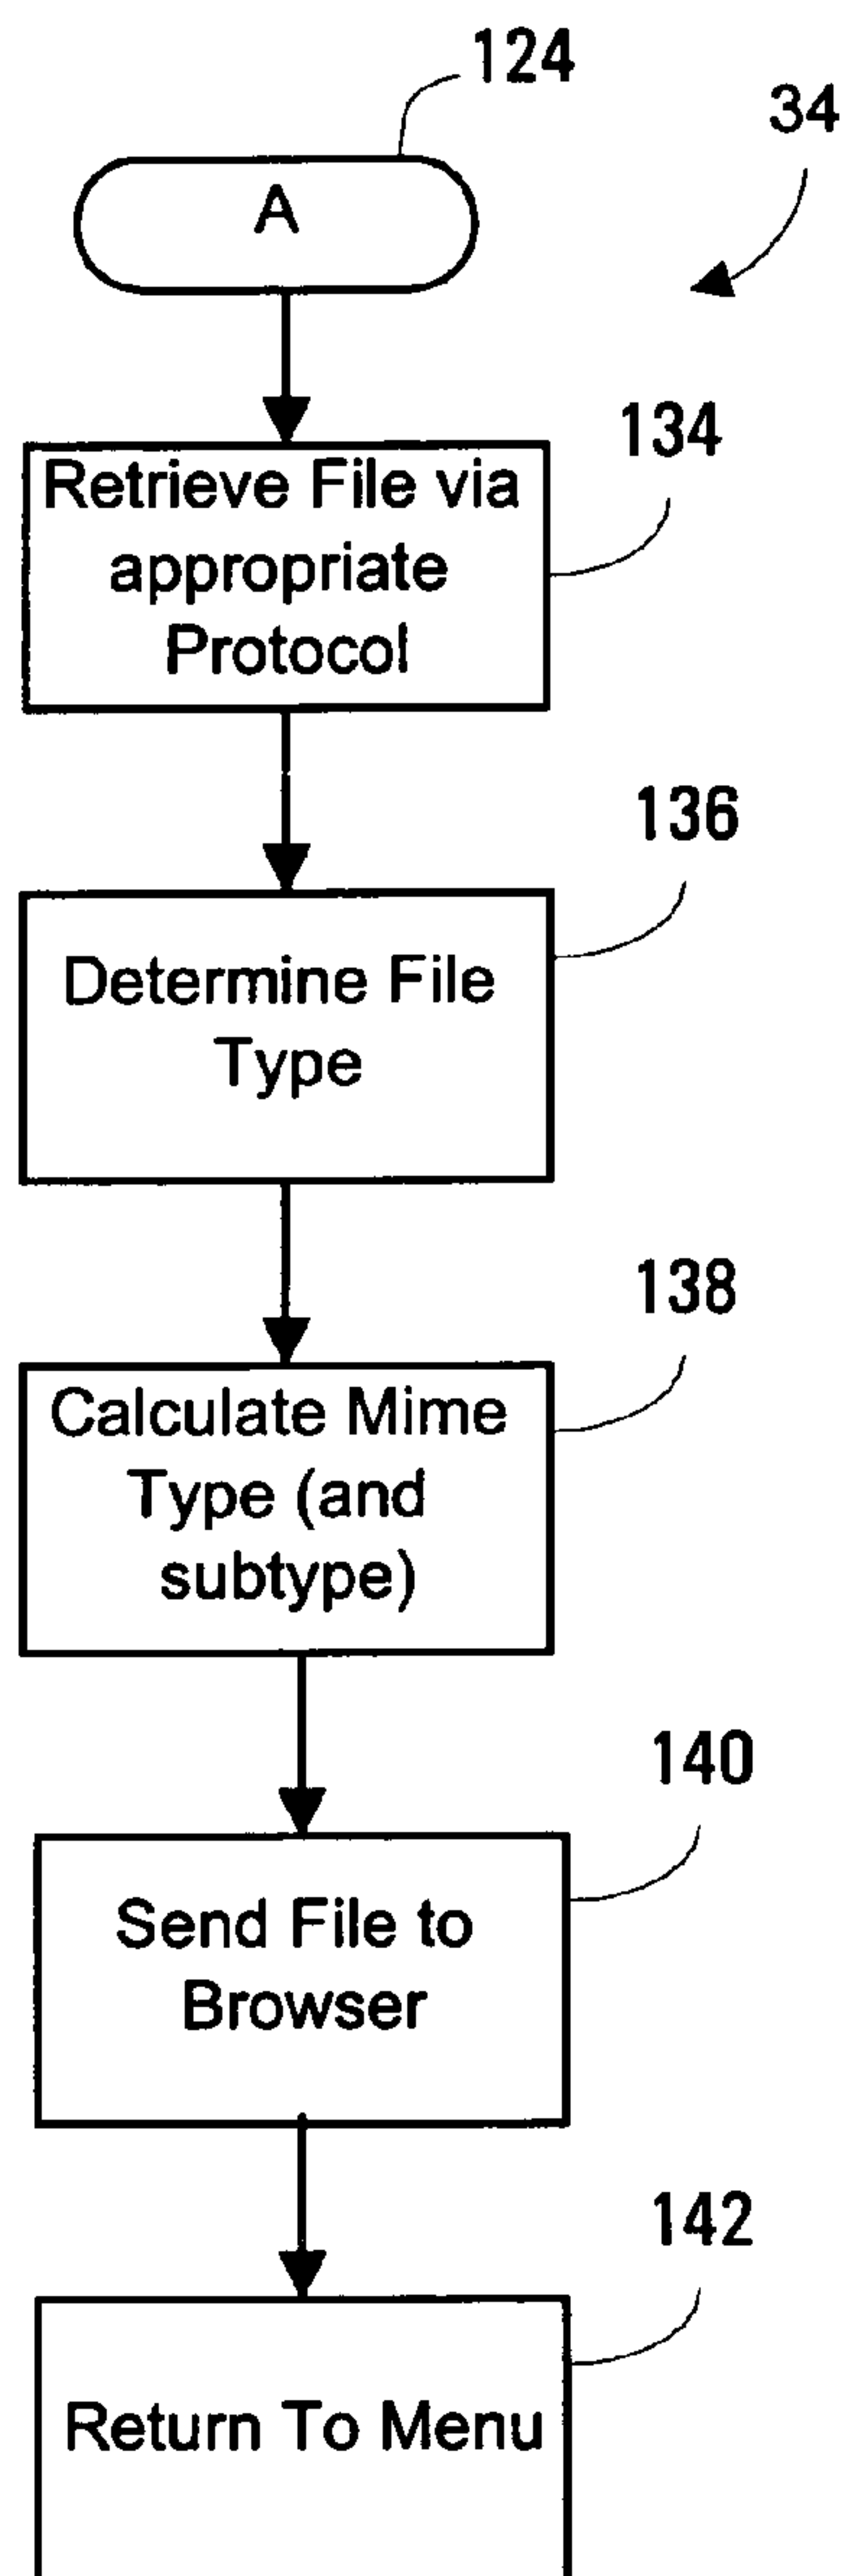 124
34
A
134
Retrieve File via
appropriate
Protocol
136
Determine File
Type
138
Calculate Mime
Type (and
subtype)
140
Send File to
Browser
142
Return To Menu